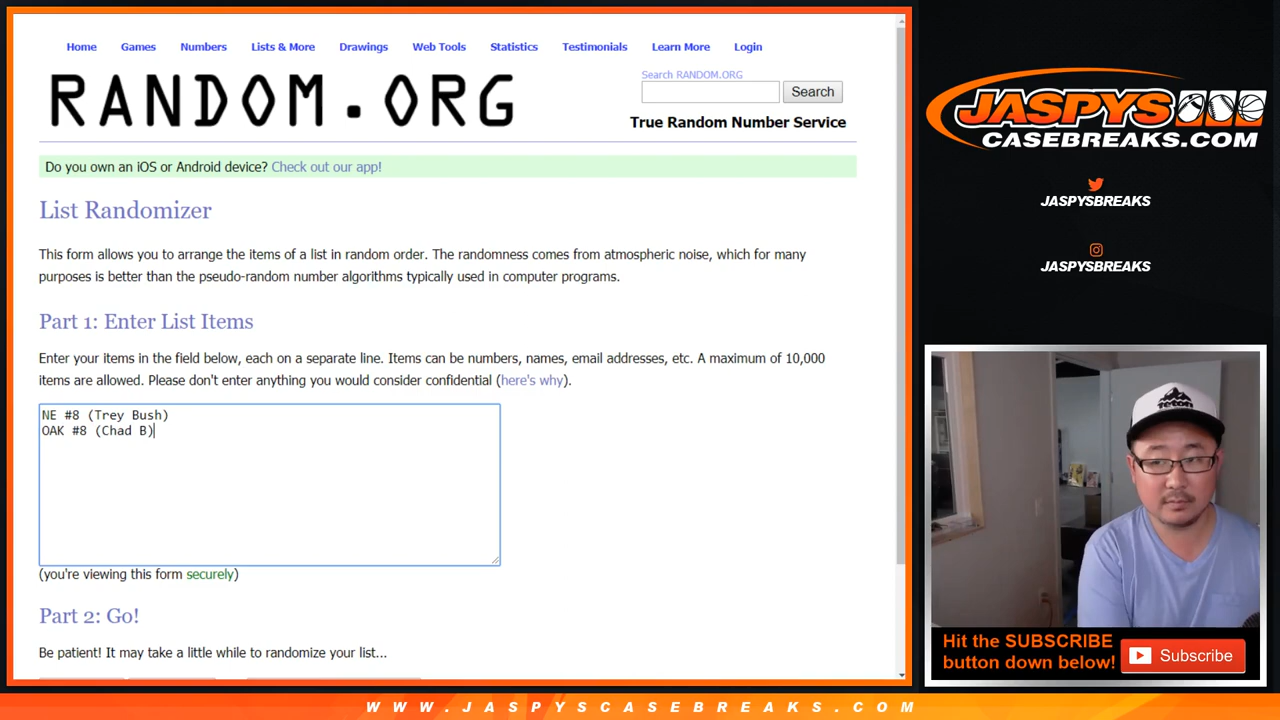 Home Games Numbers Lists & More Drawings Web Tools Statistics Testimonials Learn More Login
RANDOM.ORG
Search RANDOM.ORG
Search
True Random Number Service
Do you own an iOS or Android device? Check out our app!
List Randomizer
This form allows you to arrange the items of a list in random order. The randomness comes from atmospheric noise, which for many
purposes is better than the pseudo-random number algorithms typically used in computer programs.
Part 1: Enter List Items
Enter your items in the field below, each on a separate line. Items can be numbers, names, email addresses, etc. A maximum of 10,000
items are allowed. Please don't enter anything you would consider confidential (here's why).
NE #8 (Trey Bush)
OAK #8 (Chad B)
(you're viewing this form securely)
Part 2: Go!
Be patient! It may take a little while to randomize your list...
JASPYS
CASEBREAKS.COM
JASPYSBREAKS
JASPYSBREAKS
Hit the SUBSCRIBE
button down below!
Subscribe
WWW.JASPYSCASEBREAKS.COM